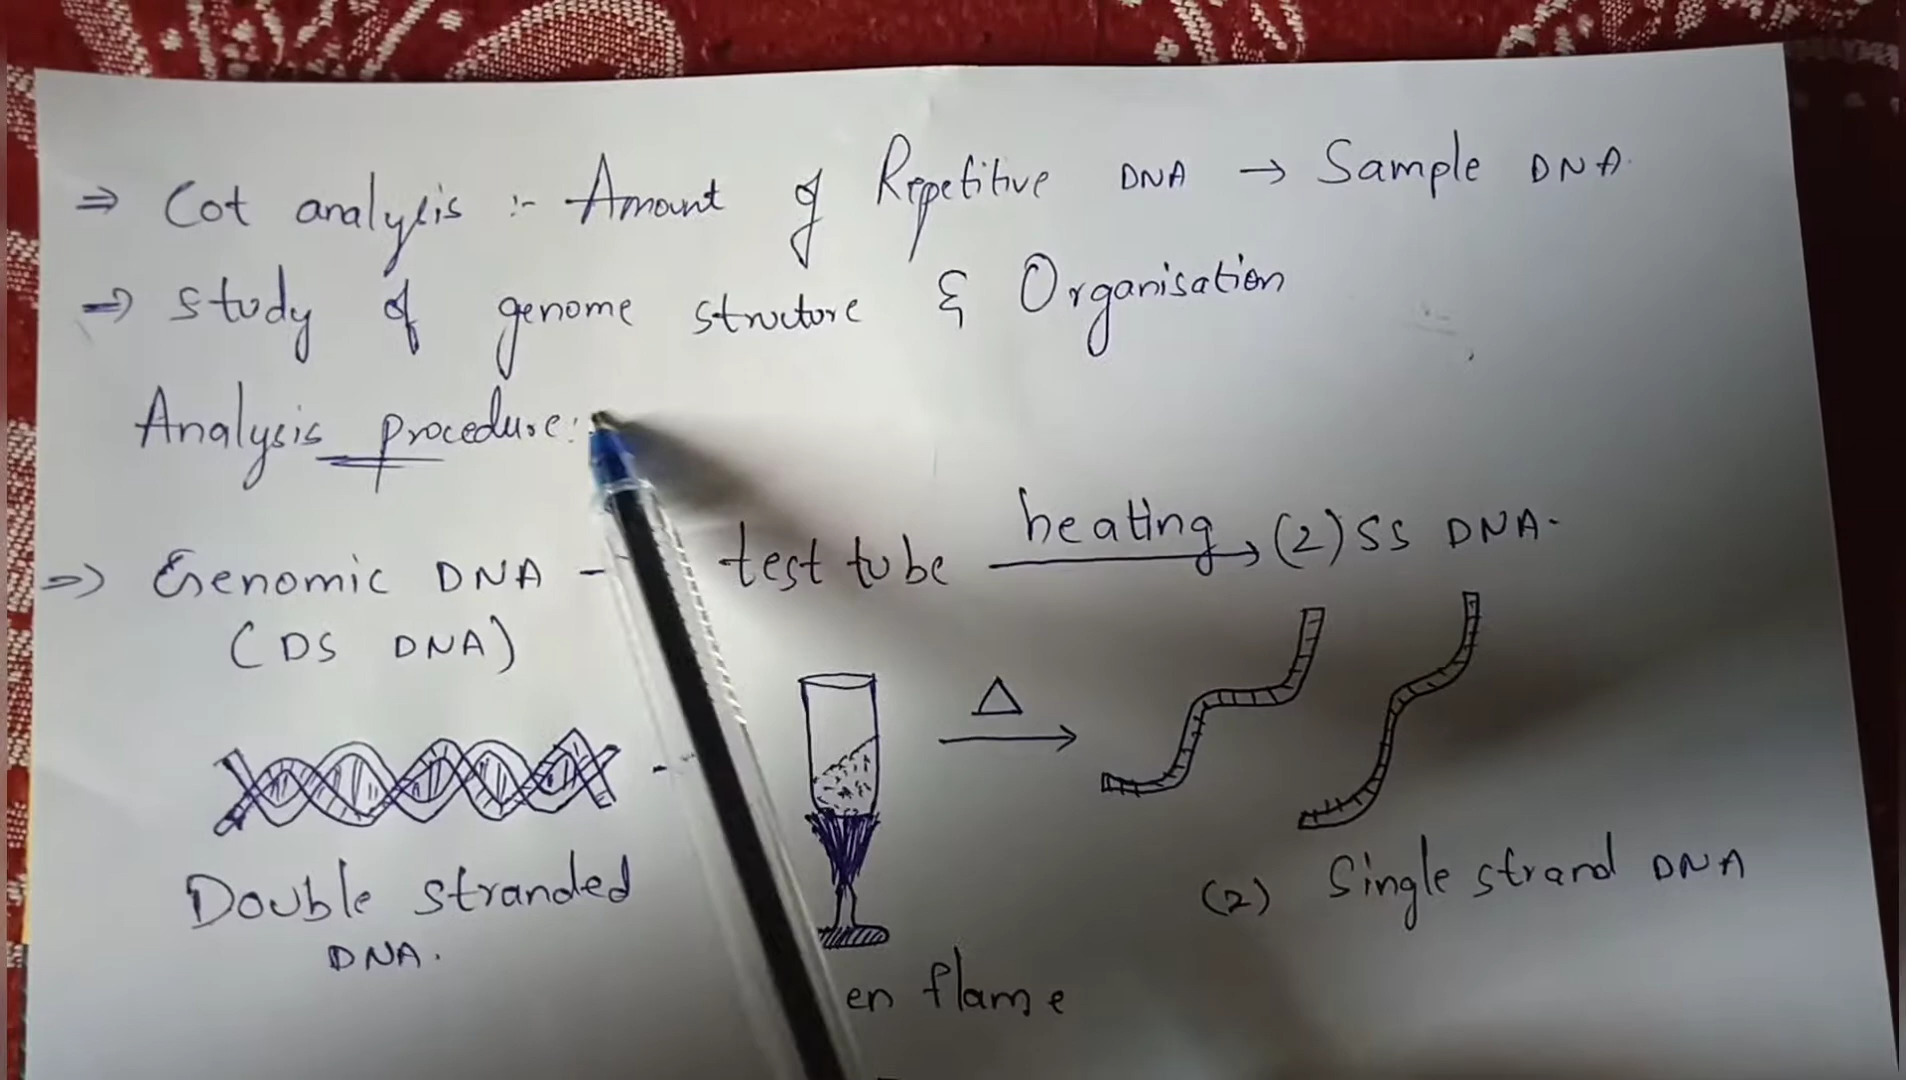 ⇒ Cot analysis :- Amount of Repetitive DNA → Sample DNA.
⇒ study of genome structure & Organisation
Analysis procedure:
⇒ Genomic DNA - test tube heating → (2) SS DNA.
(DS DNA)
Δ
Double stranded
DNA.
(2) Single strand DNA
flame